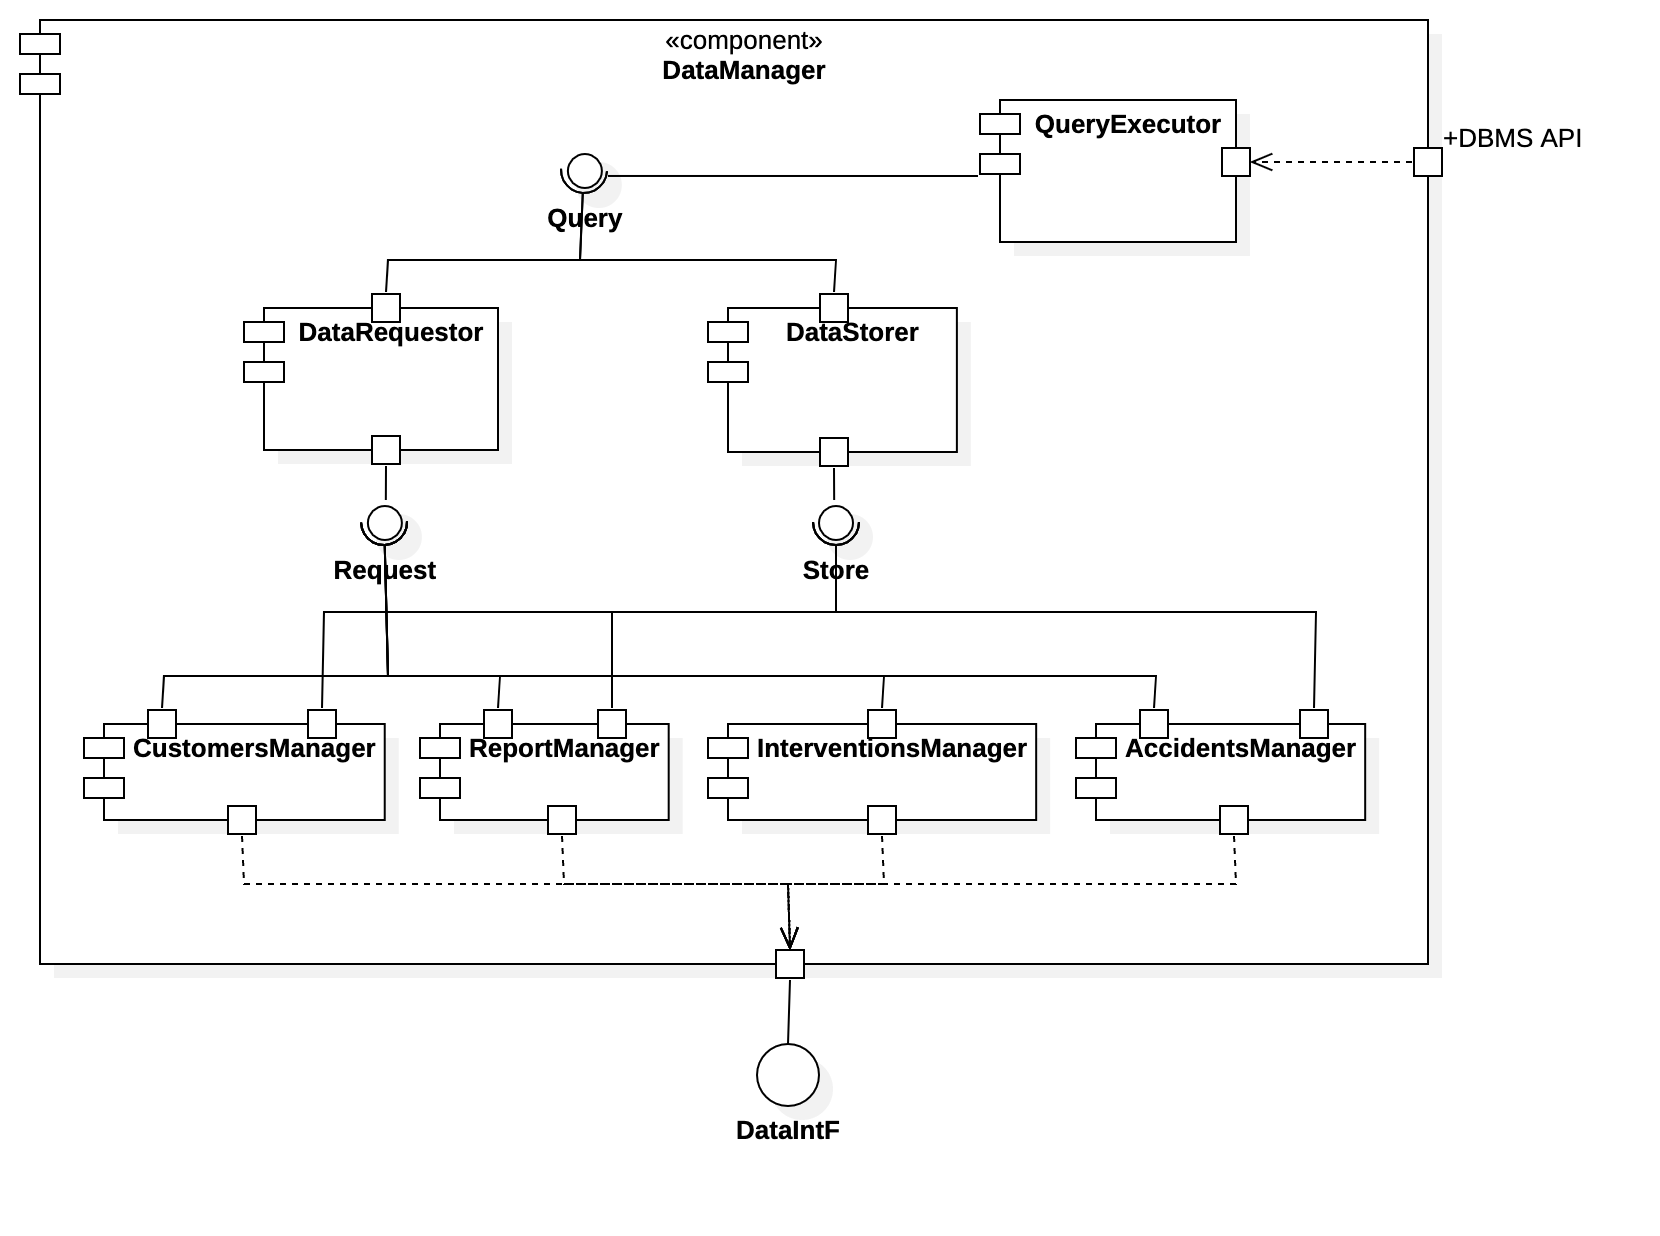 «component»
DataManager
QueryExecutor
+DBMS API
Query
DataRequestor
DataStorer
Request
Store
CustomersManager
ReportManager
InterventionsManager
AccidentsManager
DataIntF